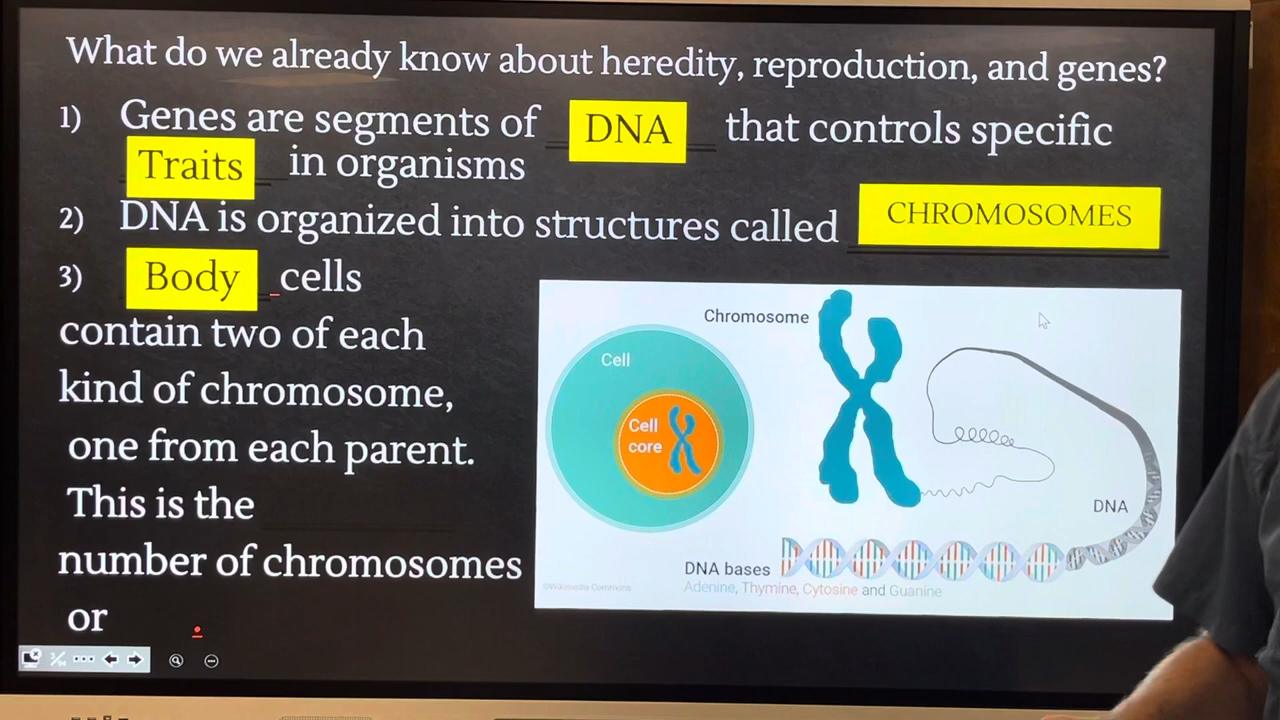 What do we already know about heredity, reproduction, and genes?
1) Genes are segments of DNA that controls specific
Traits in organisms
2) DNA is organized into structures called CHROMOSOMES
3) Body cells
contain two of each
kind of chromosome,
one from each parent.
This is the
number of chromosomes
or
Chromosome
Cell
Cell
core
DNA
DNA bases
Adenine, Thymine, Cytosine and Guanine
©Wikimedia Commons